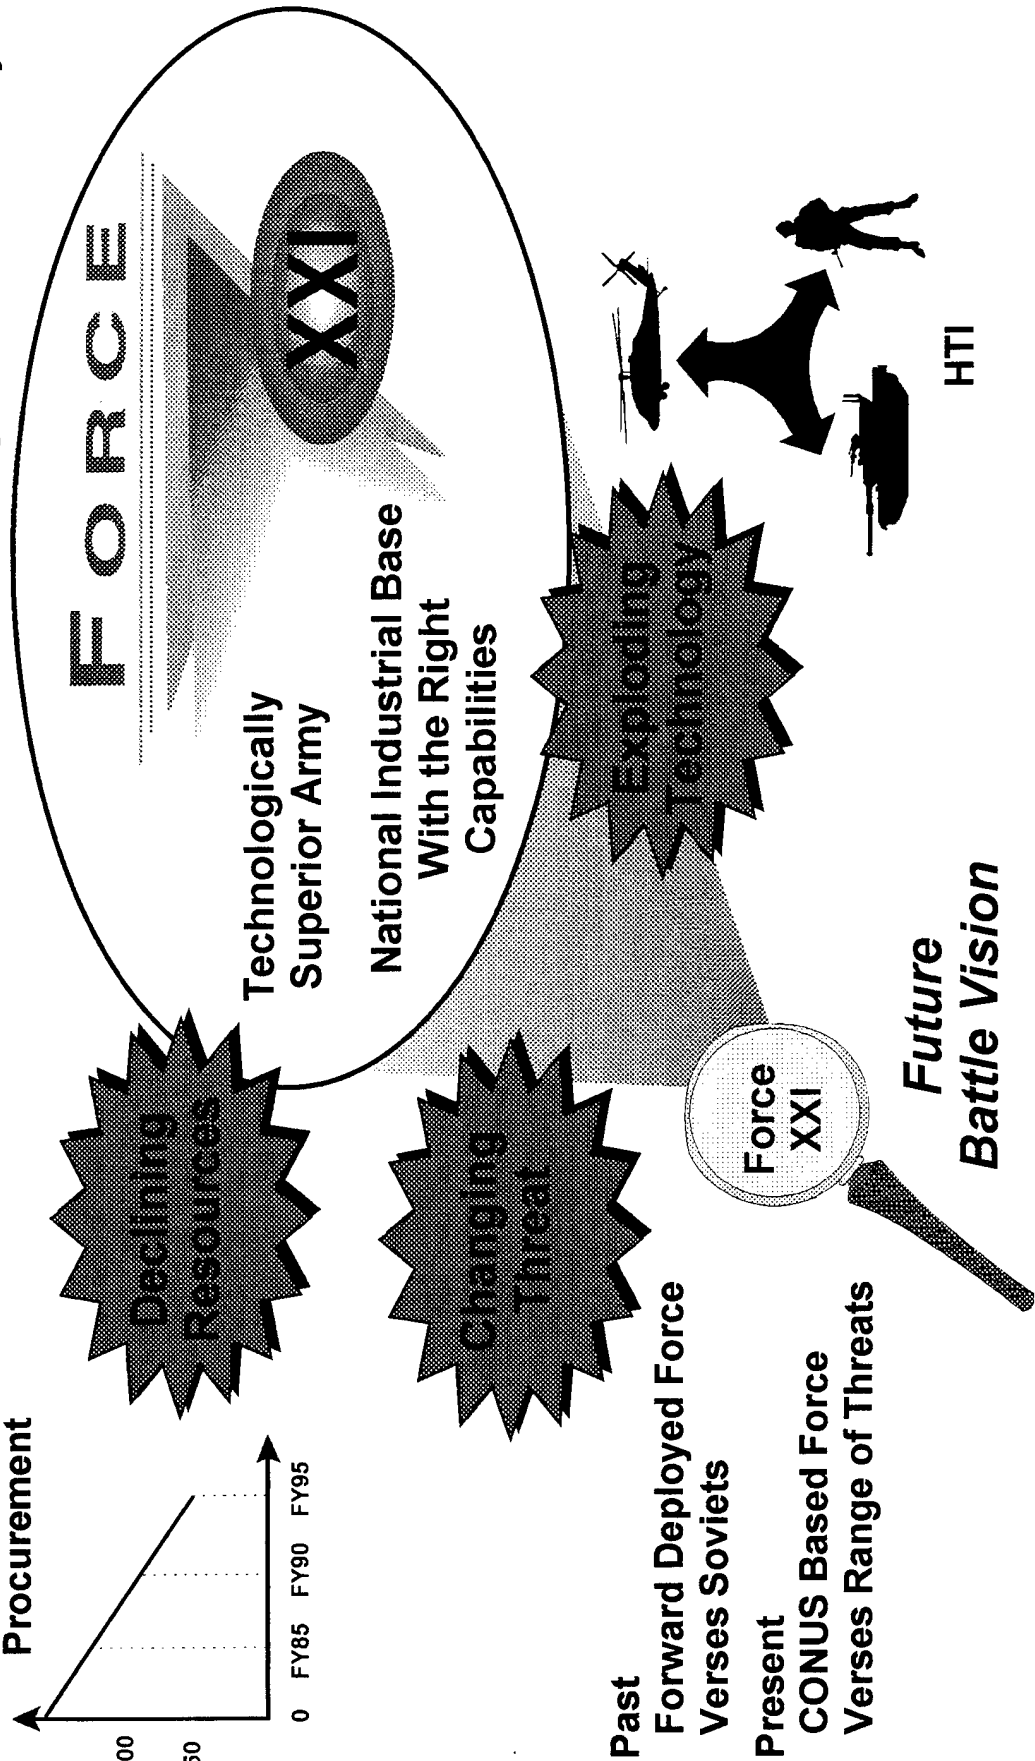 Procurement
0 FY85 FY90 FY95
Declining
Resources
FORCE
XXI
Technologically
Superior Army
National Industrial Base
With the Right
Capabilities
Changing
Threat
Exploding
Technology
Past
Forward Deployed Force
Verses Soviets
Present
CONUS Based Force
Verses Range of Threats
Force
XXI
Future
Battle Vision
HTI